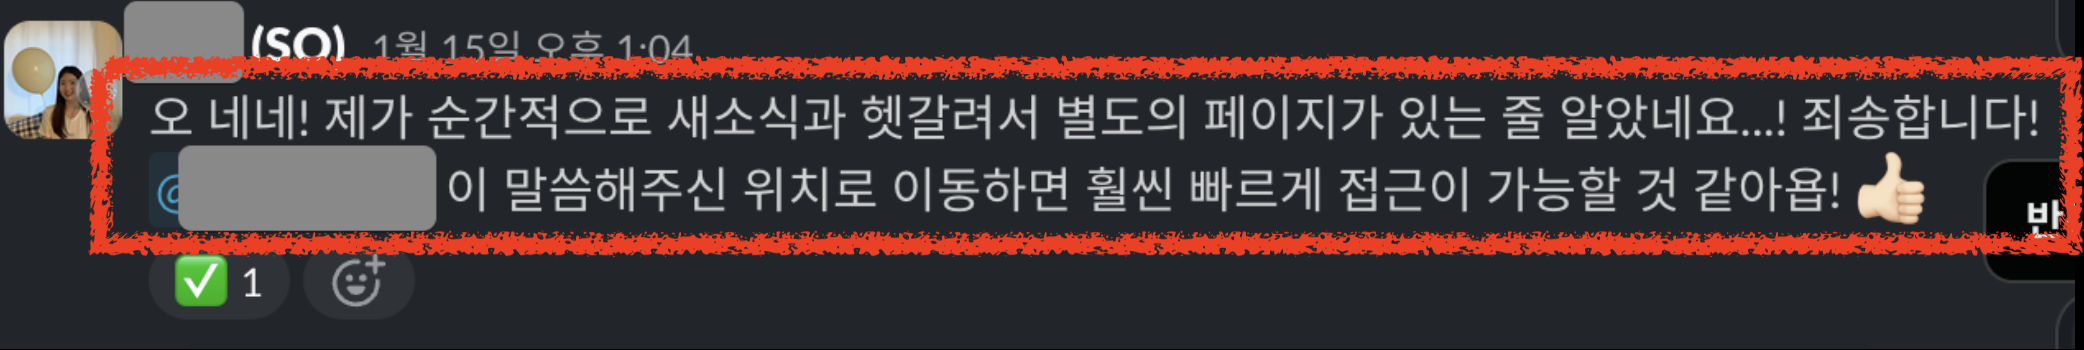 (SO) 1월 15일 오후 1:04
오 네네! 제가 순간적으로 새소식과 헷갈려서 별도의 페이지가 있는 줄 알았네요...! 죄송합니다!
@ 이 말씀해주신 위치로 이동하면 훨씬 빠르게 접근이 가능할 것 같아욥! 👍🏻
✅ 1